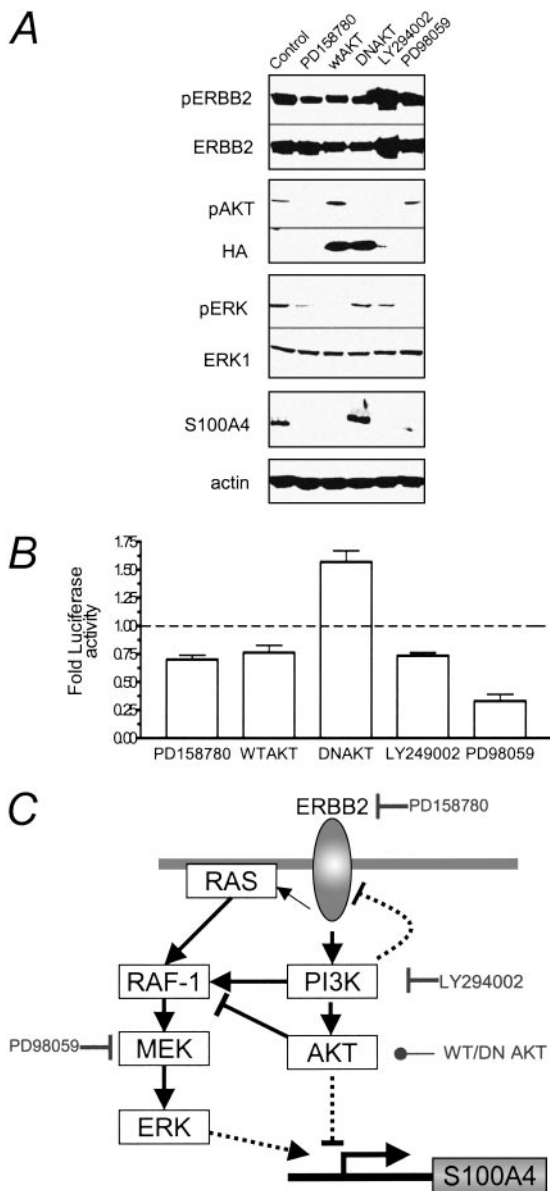 A
Control PD158780 wtAKT DNAKT LY294002 PD98059
pERBB2
ERBB2
pAKT
HA
pERK
ERK1
S100A4
actin
B
Fold Luciferase
activity
1.75
1.50
1.25
1.00
0.75
0.50
0.25
0.00
PD158780 WTAKT DNAKT LY249002 PD98059
C
ERBB2 PD158780
RAS
RAF-1 PI3K LY294002
PD98059 MEK AKT WT/DN AKT
ERK
S100A4